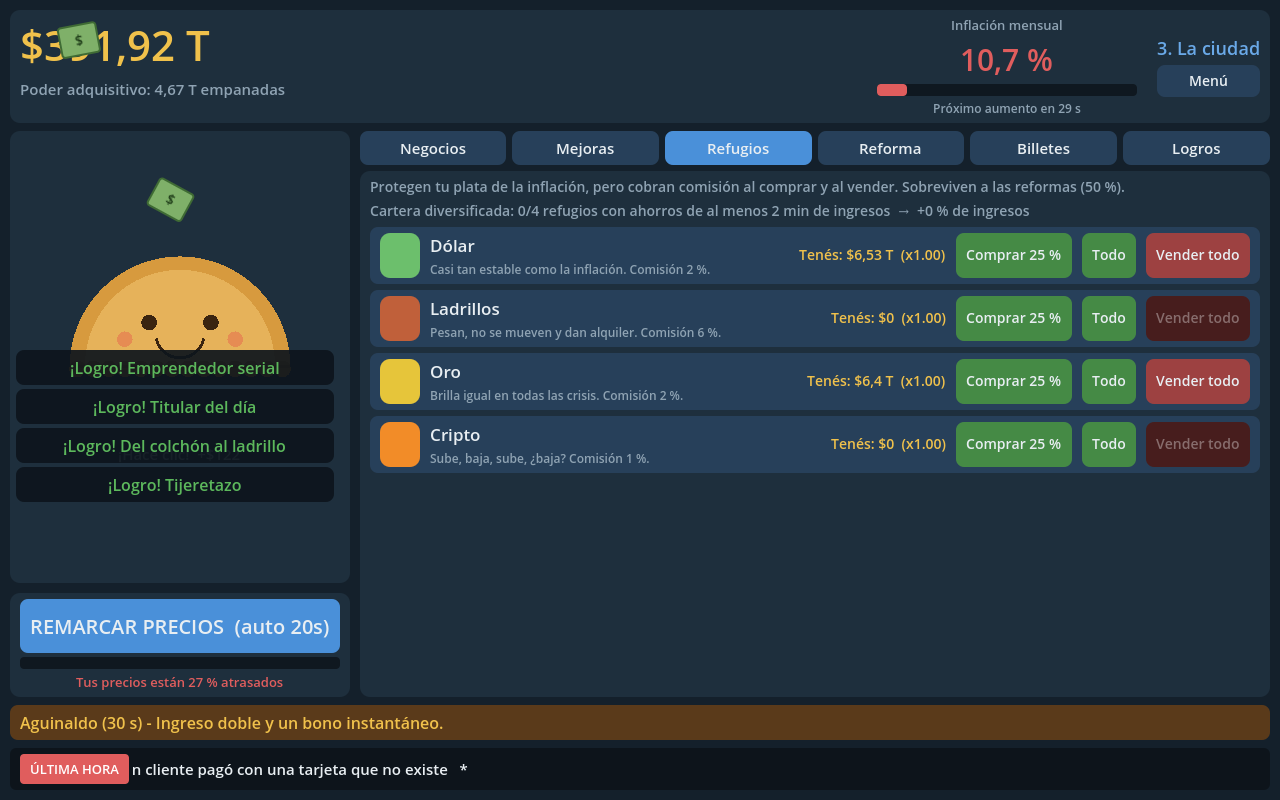 1,92 T
Poder adquisitivo: 4,67 T empanadas
Inflación mensual
10,7 %
Próximo aumento en 29 s
3. La ciudad
Menú
Negocios
Mejoras
Refugios
Reforma
Billetes
Logros
Protegen tu plata de la inflación, pero cobran comisión al comprar y al vender. Sobreviven a las reformas (50 %).
Cartera diversificada: 0/4 refugios con ahorros de al menos 2 min de ingresos → +0 % de ingresos
Dólar
Casi tan estable como la inflación. Comisión 2 %.
Tenés: $6,53 T (x1.00)
Comprar 25 %
Todo
Vender todo
Ladrillos
Pesan, no se mueven y dan alquiler. Comisión 6 %.
Tenés: $0 (x1.00)
Comprar 25 %
Todo
Vender todo
Oro
Brilla igual en todas las crisis. Comisión 2 %.
Tenés: $6,4 T (x1.00)
Comprar 25 %
Todo
Vender todo
Cripto
Sube, baja, sube, ¿baja? Comisión 1 %.
Tenés: $0 (x1.00)
Comprar 25 %
Todo
Vender todo
$
$
¡Logro! Emprendedor serial
¡Logro! Titular del día
¡Logro! Del colchón al ladrillo
¡Logro! Tijeretazo
REMARCAR PRECIOS (auto 20s)
Tus precios están 27 % atrasados
Aguinaldo (30 s) - Ingreso doble y un bono instantáneo.
ÚLTIMA HORA
n cliente pagó con una tarjeta que no existe *